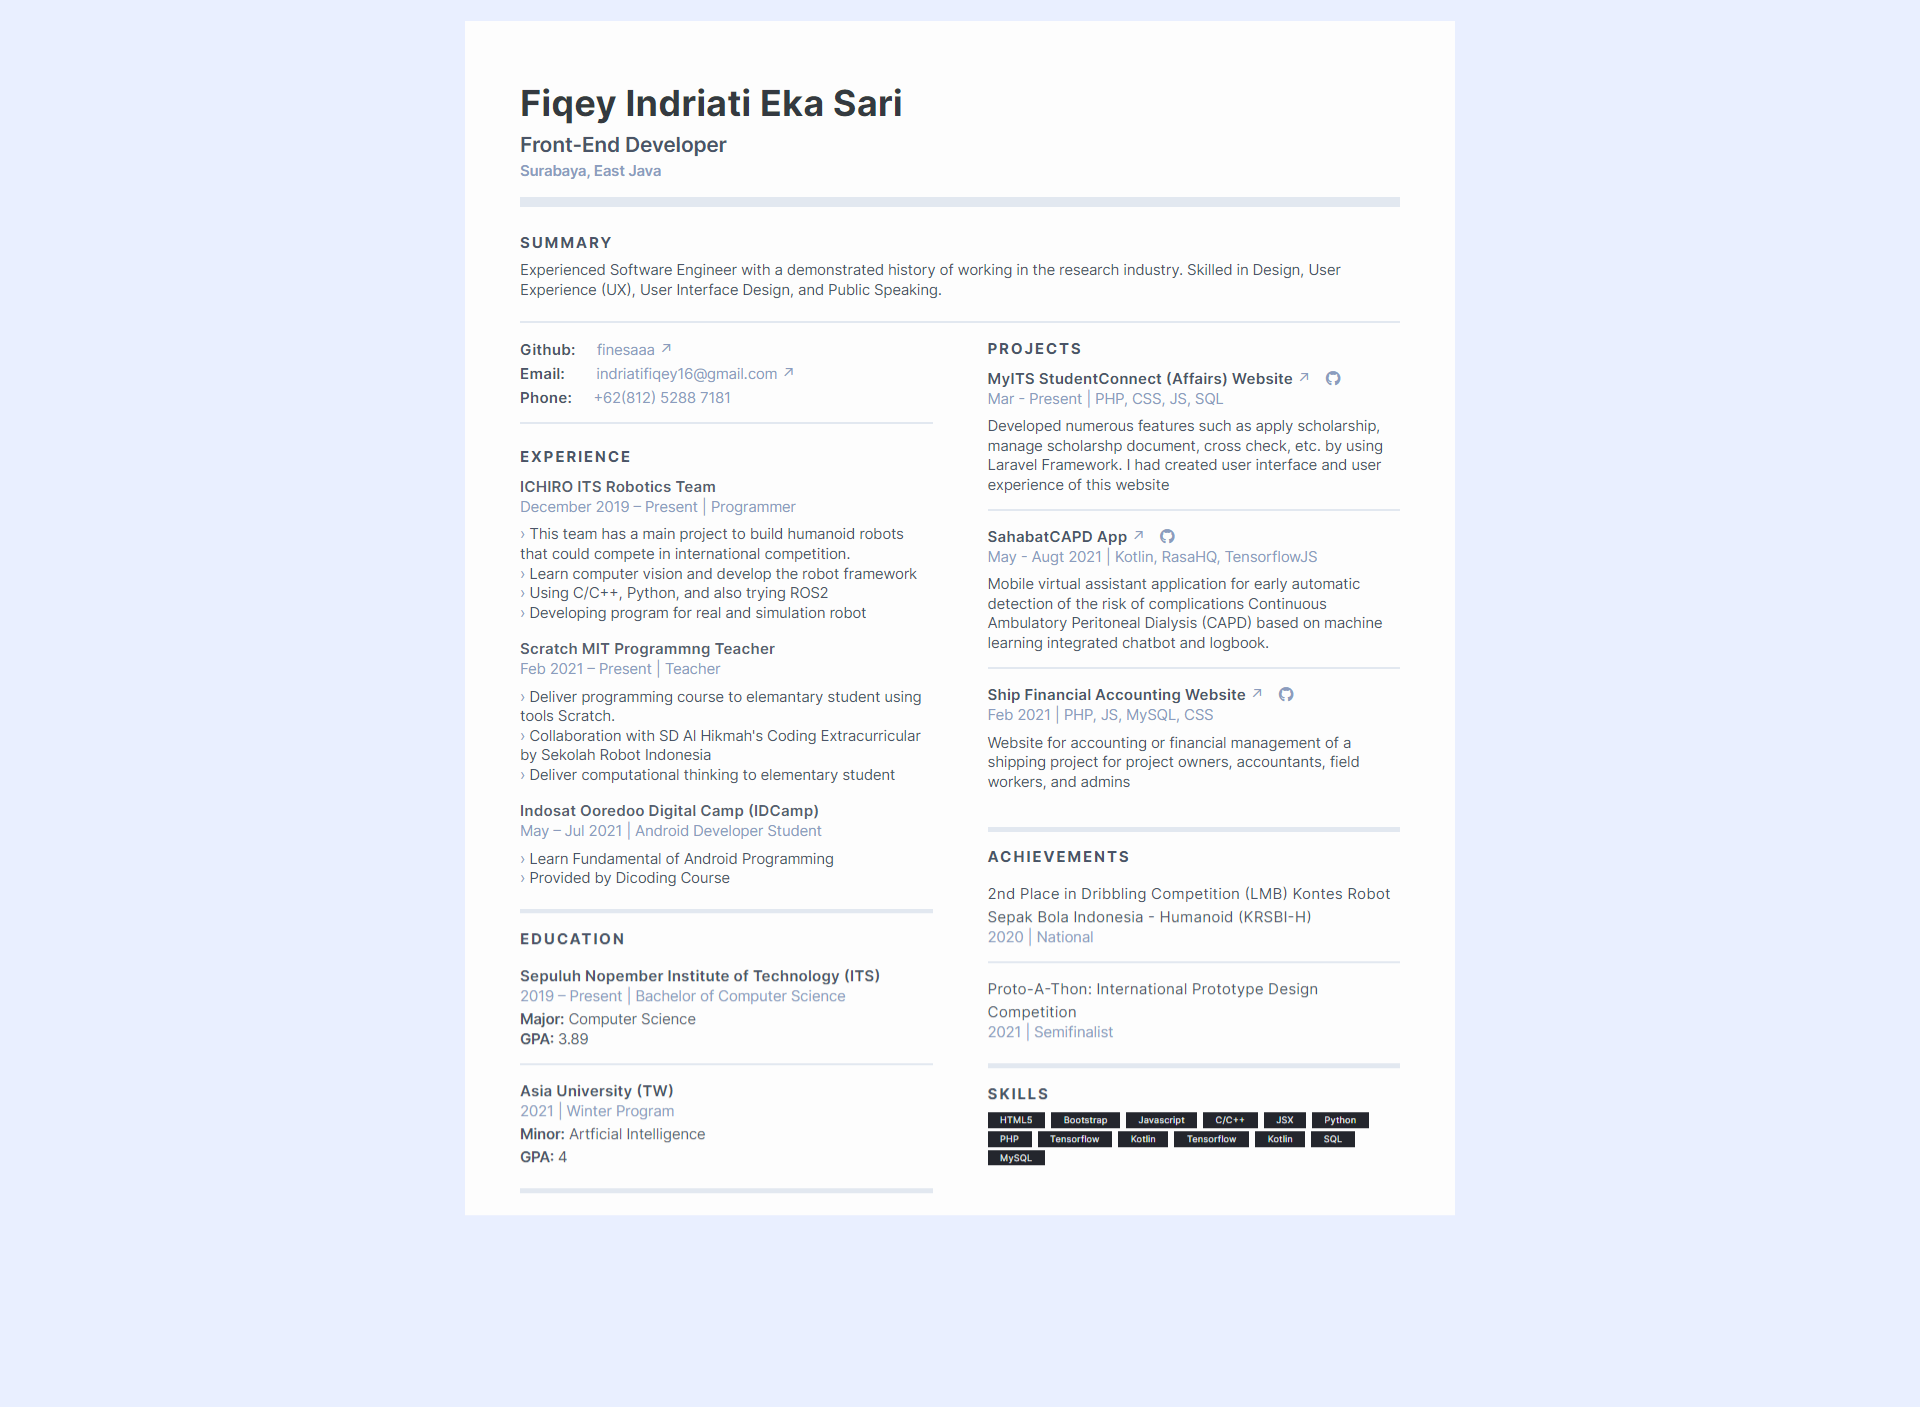 Fiqey Indriati Eka Sari
Front-End Developer
Surabaya, East Java
SUMMARY
Experienced Software Engineer with a demonstrated history of working in the research industry. Skilled in Design, User
Experience (UX), User Interface Design, and Public Speaking.
Github: finesaaa ↗
Email: indriatifiqey16@gmail.com ↗
Phone: +62(812) 5288 7181
EXPERIENCE
ICHIRO ITS Robotics Team
December 2019 – Present | Programmer
› This team has a main project to build humanoid robots
that could compete in international competition.
› Learn computer vision and develop the robot framework
› Using C/C++, Python, and also trying ROS2
› Developing program for real and simulation robot
Scratch MIT Programmng Teacher
Feb 2021 – Present | Teacher
› Deliver programming course to elemantary student using
tools Scratch.
› Collaboration with SD Al Hikmah's Coding Extracurricular
by Sekolah Robot Indonesia
› Deliver computational thinking to elementary student
Indosat Ooredoo Digital Camp (IDCamp)
May – Jul 2021 | Android Developer Student
› Learn Fundamental of Android Programming
› Provided by Dicoding Course
EDUCATION
Sepuluh Nopember Institute of Technology (ITS)
2019 – Present | Bachelor of Computer Science
Major: Computer Science
GPA: 3.89
Asia University (TW)
2021 | Winter Program
Minor: Artficial Intelligence
GPA: 4
PROJECTS
MyITS StudentConnect (Affairs) Website ↗
Mar - Present | PHP, CSS, JS, SQL
Developed numerous features such as apply scholarship,
manage scholarshp document, cross check, etc. by using
Laravel Framework. I had created user interface and user
experience of this website
SahabatCAPD App ↗
May - Augt 2021 | Kotlin, RasaHQ, TensorflowJS
Mobile virtual assistant application for early automatic
detection of the risk of complications Continuous
Ambulatory Peritoneal Dialysis (CAPD) based on machine
learning integrated chatbot and logbook.
Ship Financial Accounting Website ↗
Feb 2021 | PHP, JS, MySQL, CSS
Website for accounting or financial management of a
shipping project for project owners, accountants, field
workers, and admins
ACHIEVEMENTS
2nd Place in Dribbling Competition (LMB) Kontes Robot
Sepak Bola Indonesia - Humanoid (KRSBI-H)
2020 | National
Proto-A-Thon: International Prototype Design
Competition
2021 | Semifinalist
SKILLS
HTML5 Bootstrap Javascript C/C++ JSX Python
PHP Tensorflow Kotlin Tensorflow Kotlin SQL
MySQL